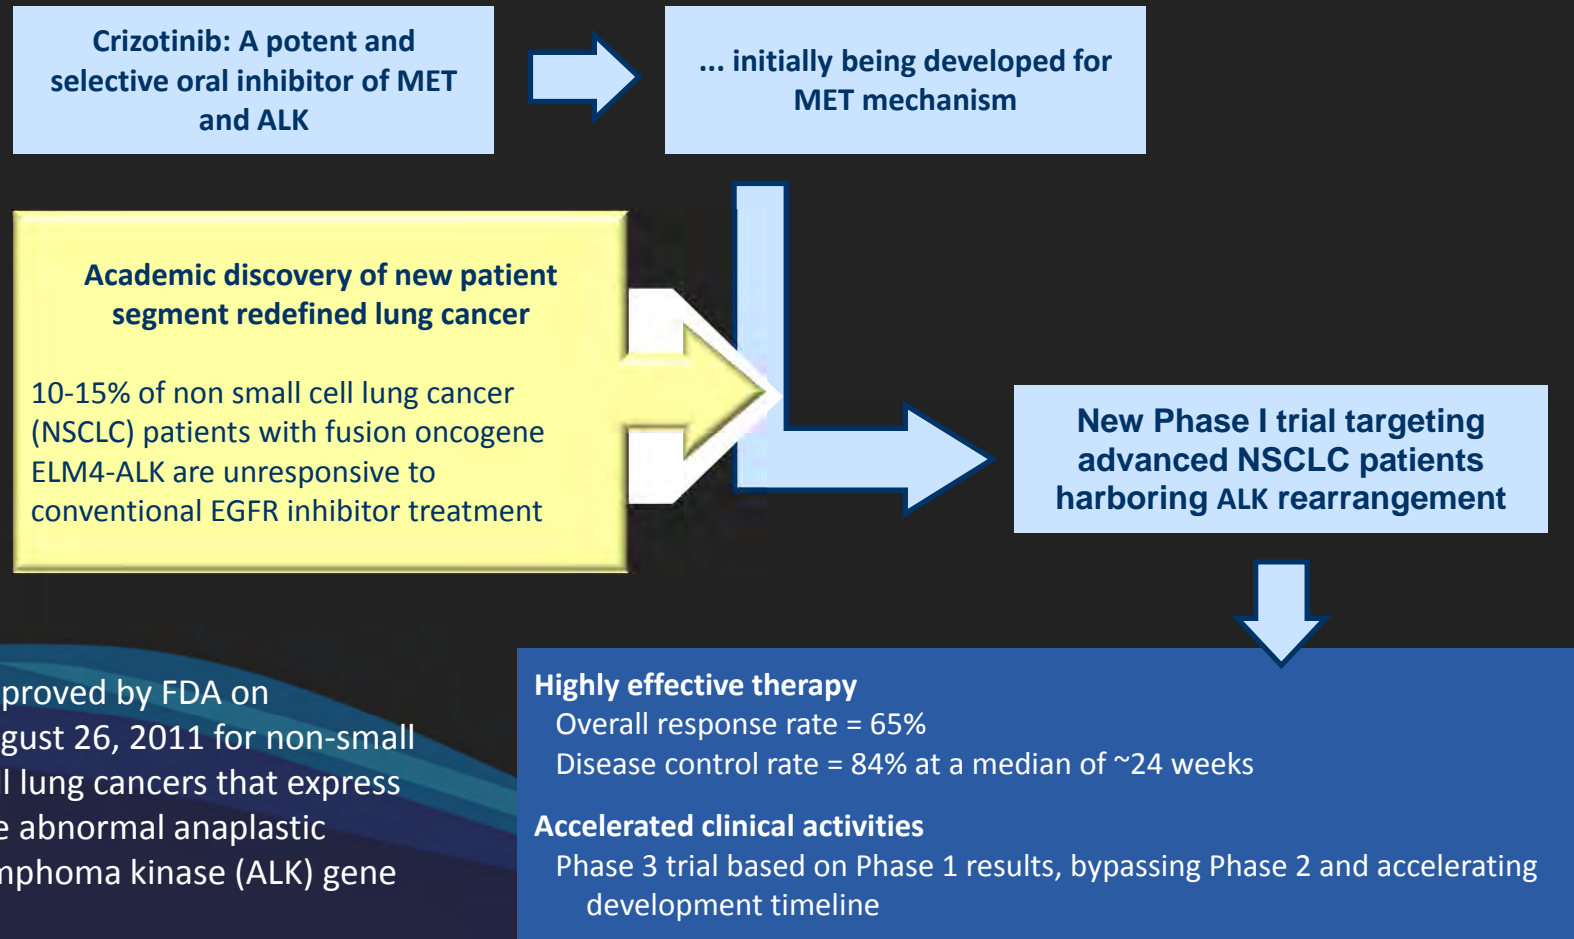 Crizotinib: A potent and
selective oral inhibitor of MET
and ALK
... initially being developed for
MET mechanism
Academic discovery of new patient
segment redefined lung cancer
10-15% of non small cell lung cancer
(NSCLC) patients with fusion oncogene
ELM4-ALK are unresponsive to
conventional EGFR inhibitor treatment
New Phase I trial targeting
advanced NSCLC patients
harboring ALK rearrangement
proved by FDA on
gust 26, 2011 for non-small
ll lung cancers that express
e abnormal anaplastic
mphoma kinase (ALK) gene
Highly effective therapy
Overall response rate = 65%
Disease control rate = 84% at a median of ~24 weeks
Accelerated clinical activities
Phase 3 trial based on Phase 1 results, bypassing Phase 2 and accelerating
development timeline